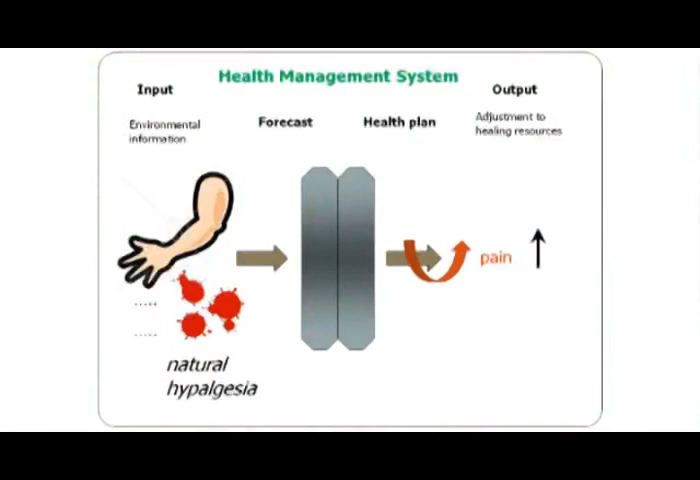 Health Management System
Input
Output
Environmental
information
Forecast
Health plan
Adjustment to
healing resources
pain
.....
.....
natural
hypalgesia